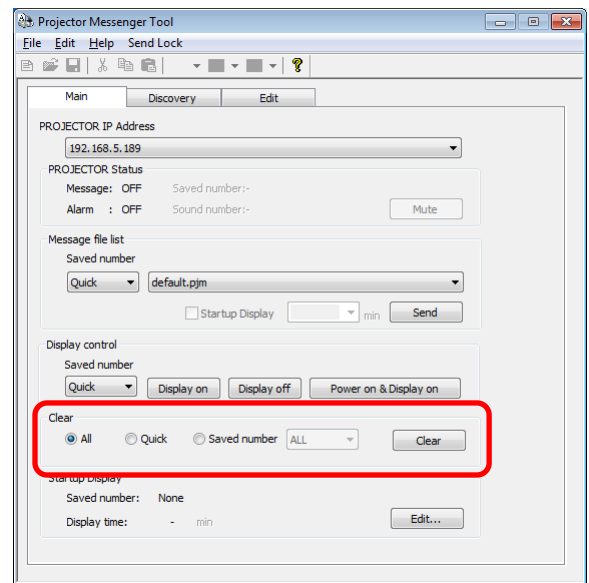 Projector Messenger Tool
File Edit Help Send Lock
Main Discovery Edit
PROJECTOR IP Address
192.168.5.189
PROJECTOR Status
Message: OFF Saved number:-
Alarm : OFF Sound number:- Mute
Message file list
Saved number
Quick default.pjm
Startup Display min Send
Display control
Saved number
Quick Display on Display off Power on & Display on
Clear
All Quick Saved number ALL Clear
Startup Display
Saved number: None
Display time: - min Edit...